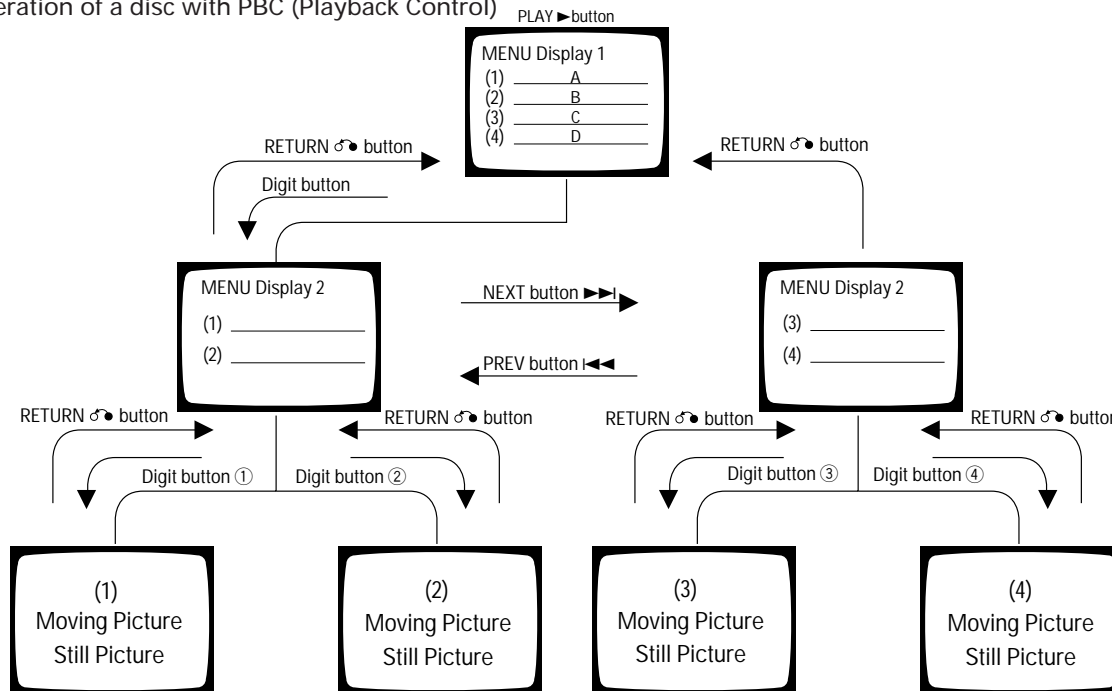 eration of a disc with PBC (Playback Control)
PLAY ► button
MENU Display 1
(1) A
(2) B
(3) C
(4) D
RETURN button
RETURN button
Digit button
MENU Display 2
(1)
(2)
NEXT button ►►I
PREV button I◄◄
MENU Display 2
(3)
(4)
RETURN button
RETURN button
RETURN button
RETURN button
Digit button ①
Digit button ②
Digit button ③
Digit button ④
(1)
Moving Picture
Still Picture
(2)
Moving Picture
Still Picture
(3)
Moving Picture
Still Picture
(4)
Moving Picture
Still Picture